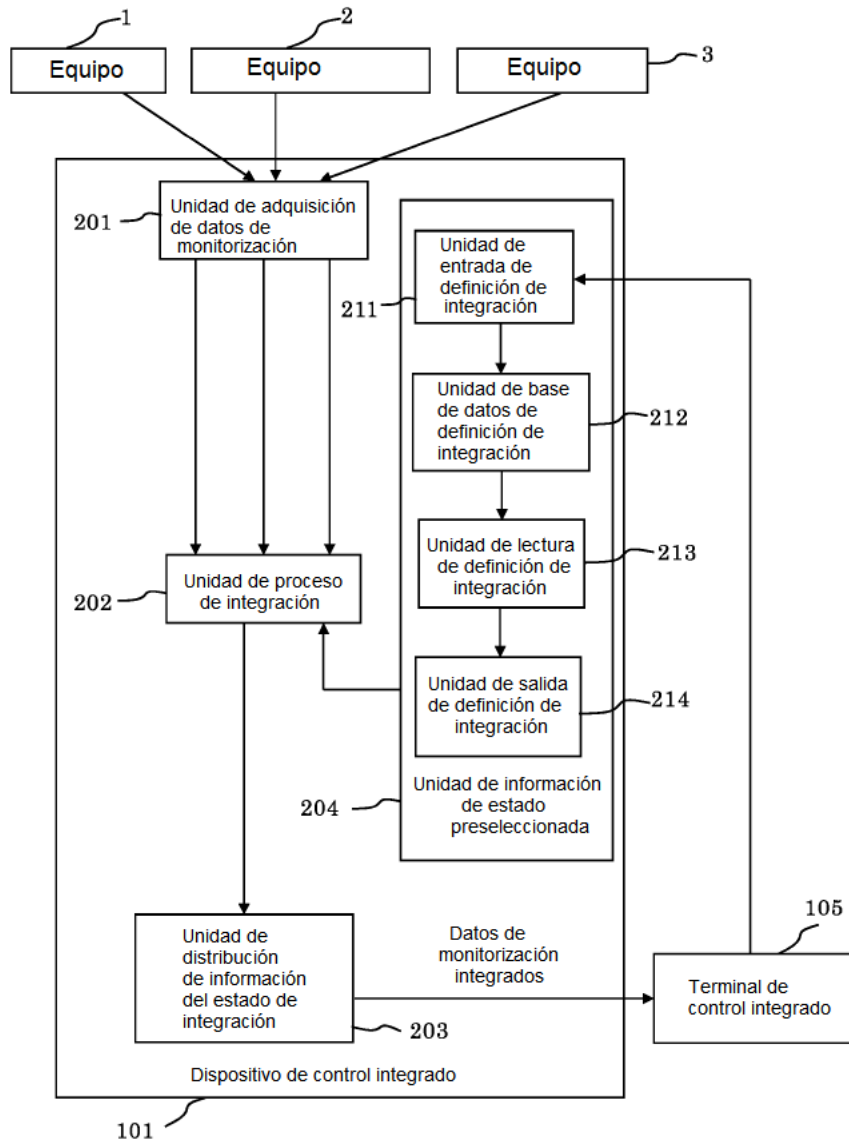 1
2
3
Equipo
Equipo
Equipo
201
Unidad de adquisición
de datos de
monitorización
211
Unidad de
entrada de
definición de
integración
Unidad de base
de datos de
definición de
integración
212
Unidad de lectura
de definición de
integración
213
202
Unidad de proceso
de integración
Unidad de salida
de definición de
integración
214
204
Unidad de información
de estado
preseleccionada
Unidad de
distribución
de información
del estado de
integración
203
Datos de
monitorización
integrados
105
Terminal de
control integrado
Dispositivo de control integrado
101